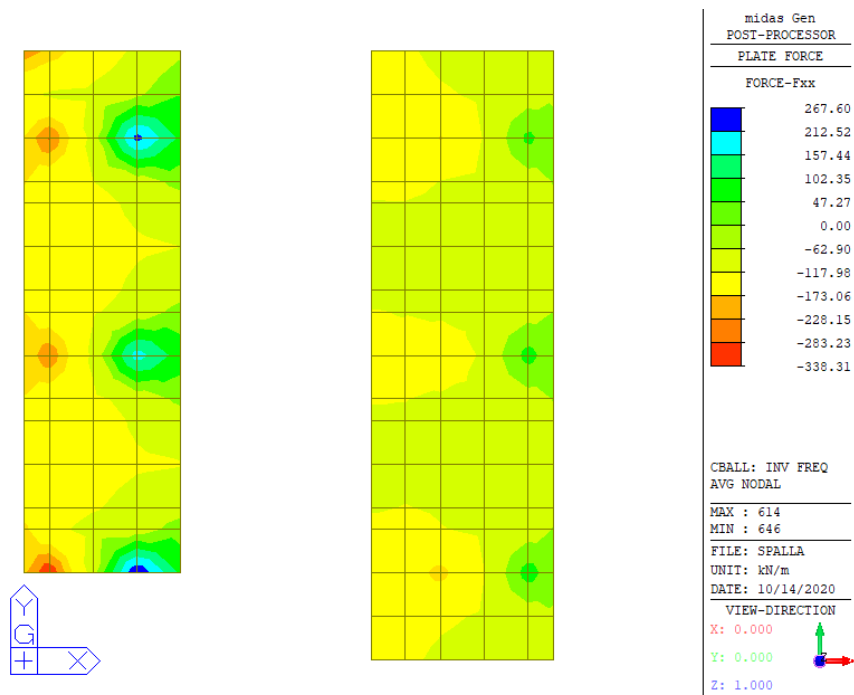 midas Gen
POST-PROCESSOR
PLATE FORCE
FORCE-Fxx
267.60
212.52
157.44
102.35
47.27
0.00
-62.90
-117.98
-173.06
-228.15
-283.23
-338.31
CBALL: INV FREQ
AVG NODAL
MAX : 614
MIN : 646
FILE: SPALLA
UNIT: kN/m
DATE: 10/14/2020
VIEW-DIRECTION
X: 0.000
Y: 0.000
Z: 1.000
Y
G
X